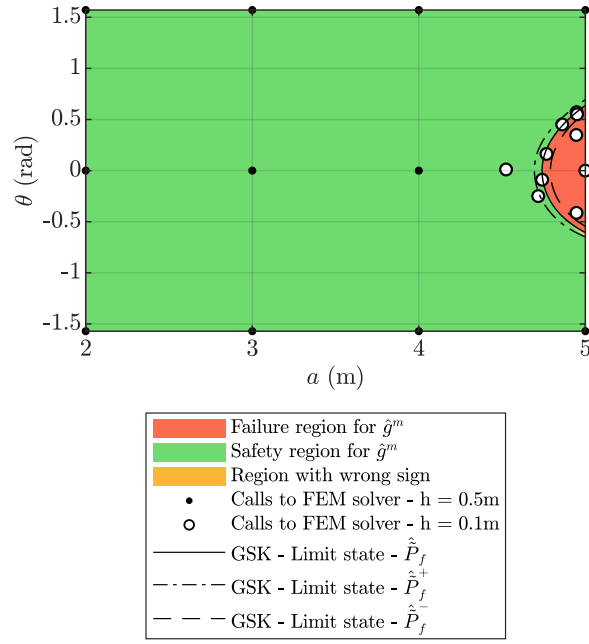 1.5
1
0.5
0
-0.5
-1
-1.5
θ (rad)
2 3 4 5
a (m)
Failure region for ĝᵐ
Safety region for ĝᵐ
Region with wrong sign
Calls to FEM solver - h = 0.5m
Calls to FEM solver - h = 0.1m
GSK - Limit state - P̃̂_f
GSK - Limit state - P̃̂_f^+
GSK - Limit state - P̃̂_f^-